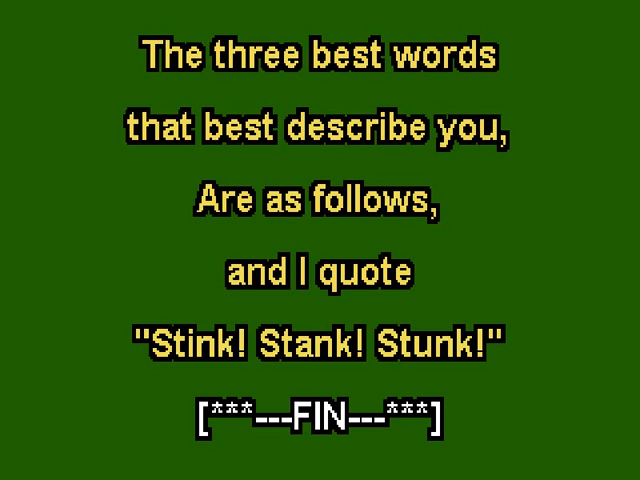 The three best words
that best describe you,
Are as follows,
and I quote
"Stink! Stank! Stunk!"
[***---FIN---***]